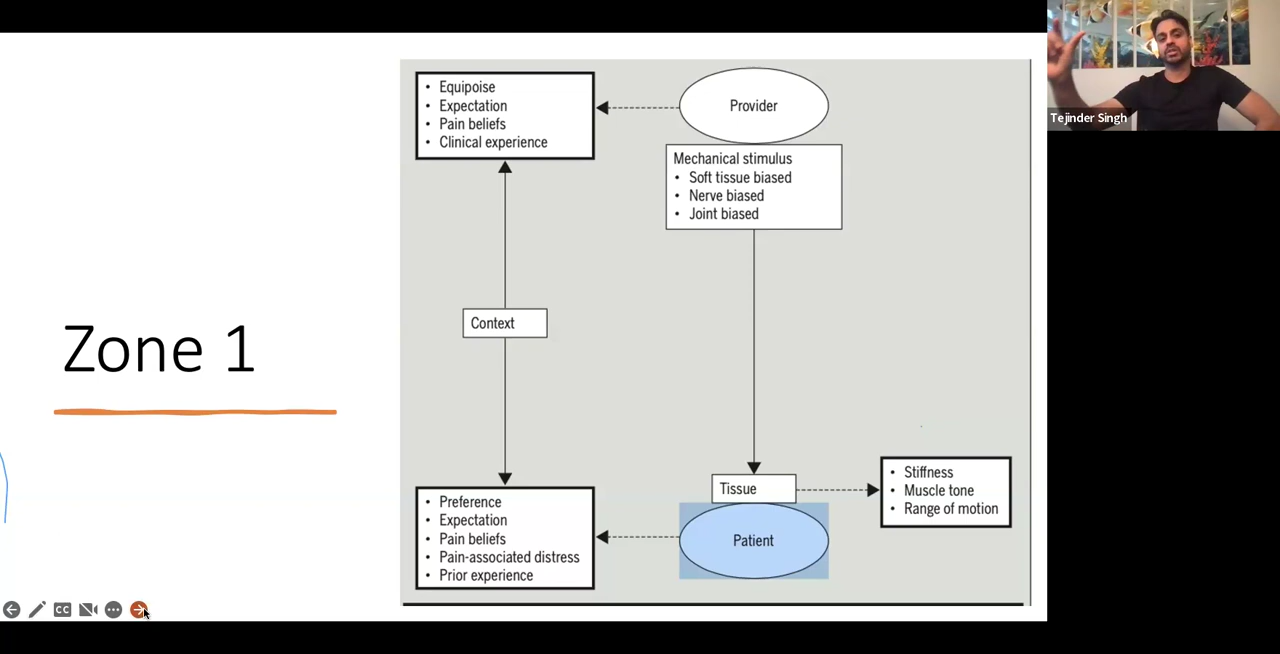 Zone 1
• Equipoise
• Expectation
• Pain beliefs
• Clinical experience
Provider
Mechanical stimulus
• Soft tissue biased
• Nerve biased
• Joint biased
Context
Tissue
• Stiffness
• Muscle tone
• Range of motion
• Preference
• Expectation
• Pain beliefs
• Pain-associated distress
• Prior experience
Patient
CC
Tejinder Singh